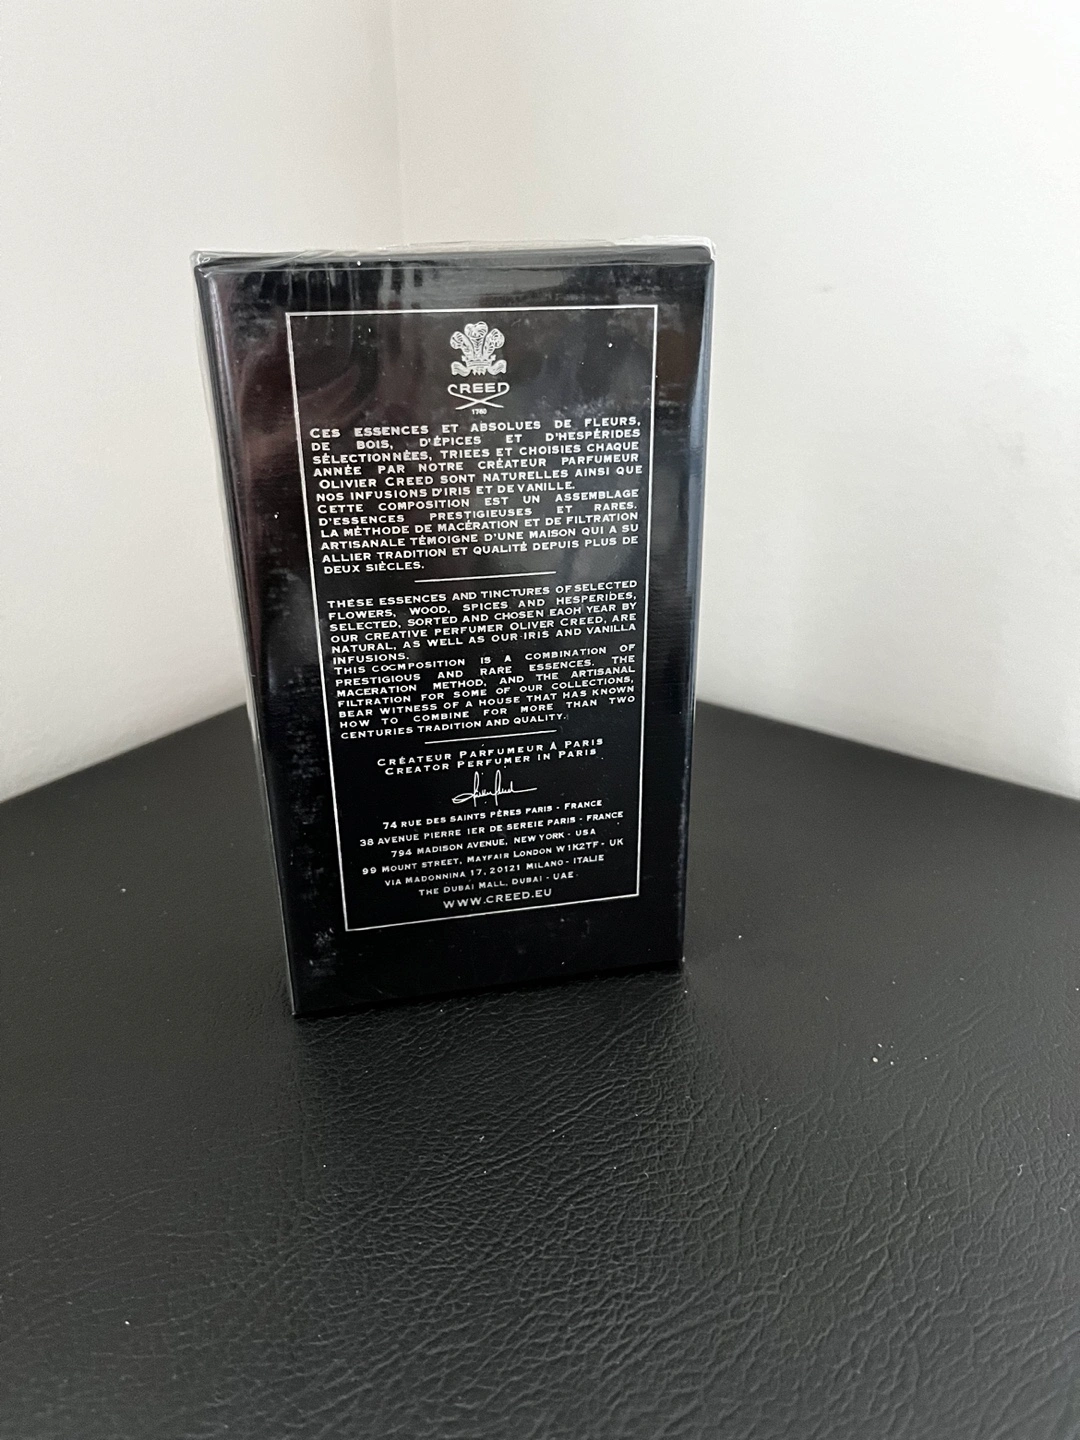 CREED
1760
CES ESSENCES ET ABSOLUES DE FLEURS,
DE BOIS, D'ÉPICES ET D'HESPÉRIDES
SÉLECTIONNÉES, TRIEES ET CHOISIES CHAQUE
ANNÉE PAR NOTRE CRÉATEUR PARFUMEUR
OLIVIER CREED SONT NATURELLES AINSI QUE
NOS INFUSIONS D'IRIS ET DE VANILLE.
CETTE COMPOSITION EST UN ASSEMBLAGE
D'ESSENCES PRESTIGIEUSES ET RARES.
LA MÉTHODE DE MACÉRATION ET DE FILTRATION
ARTISANALE TÉMOIGNE D'UNE MAISON QUI A SU
ALLIER TRADITION ET QUALITÉ DEPUIS PLUS DE
DEUX SIÈCLES.
THESE ESSENCES AND TINCTURES OF SELECTED
FLOWERS, WOOD, SPICES AND HESPERIDES,
SELECTED, SORTED AND CHOSEN EACH YEAR BY
OUR CREATIVE PERFUMER OLIVER CREED, ARE
NATURAL, AS WELL AS OUR IRIS AND VANILLA
INFUSIONS.
THIS COCMPOSITION IS A COMBINATION OF
PRESTIGIOUS AND RARE ESSENCES. THE
MACERATION METHOD, AND THE ARTISANAL
FILTRATION FOR SOME OF OUR COLLECTIONS,
BEAR WITNESS OF A HOUSE THAT HAS KNOWN
HOW TO COMBINE FOR MORE THAN TWO
CENTURIES TRADITION AND QUALITY.
CRÉATEUR PARFUMEUR À PARIS
CREATOR PERFUMER IN PARIS
74 RUE DES SAINTS PÈRES PARIS - FRANCE
38 AVENUE PIERRE 1ER DE SEREIE PARIS - FRANCE
794 MADISON AVENUE, NEW YORK - USA
99 MOUNT STREET, MAYFAIR LONDON W1K2TF - UK
VIA MADONNINA 17, 20121 MILANO - ITALIE
THE DUBAI MALL, DUBAI - UAE
WWW.CREED.EU